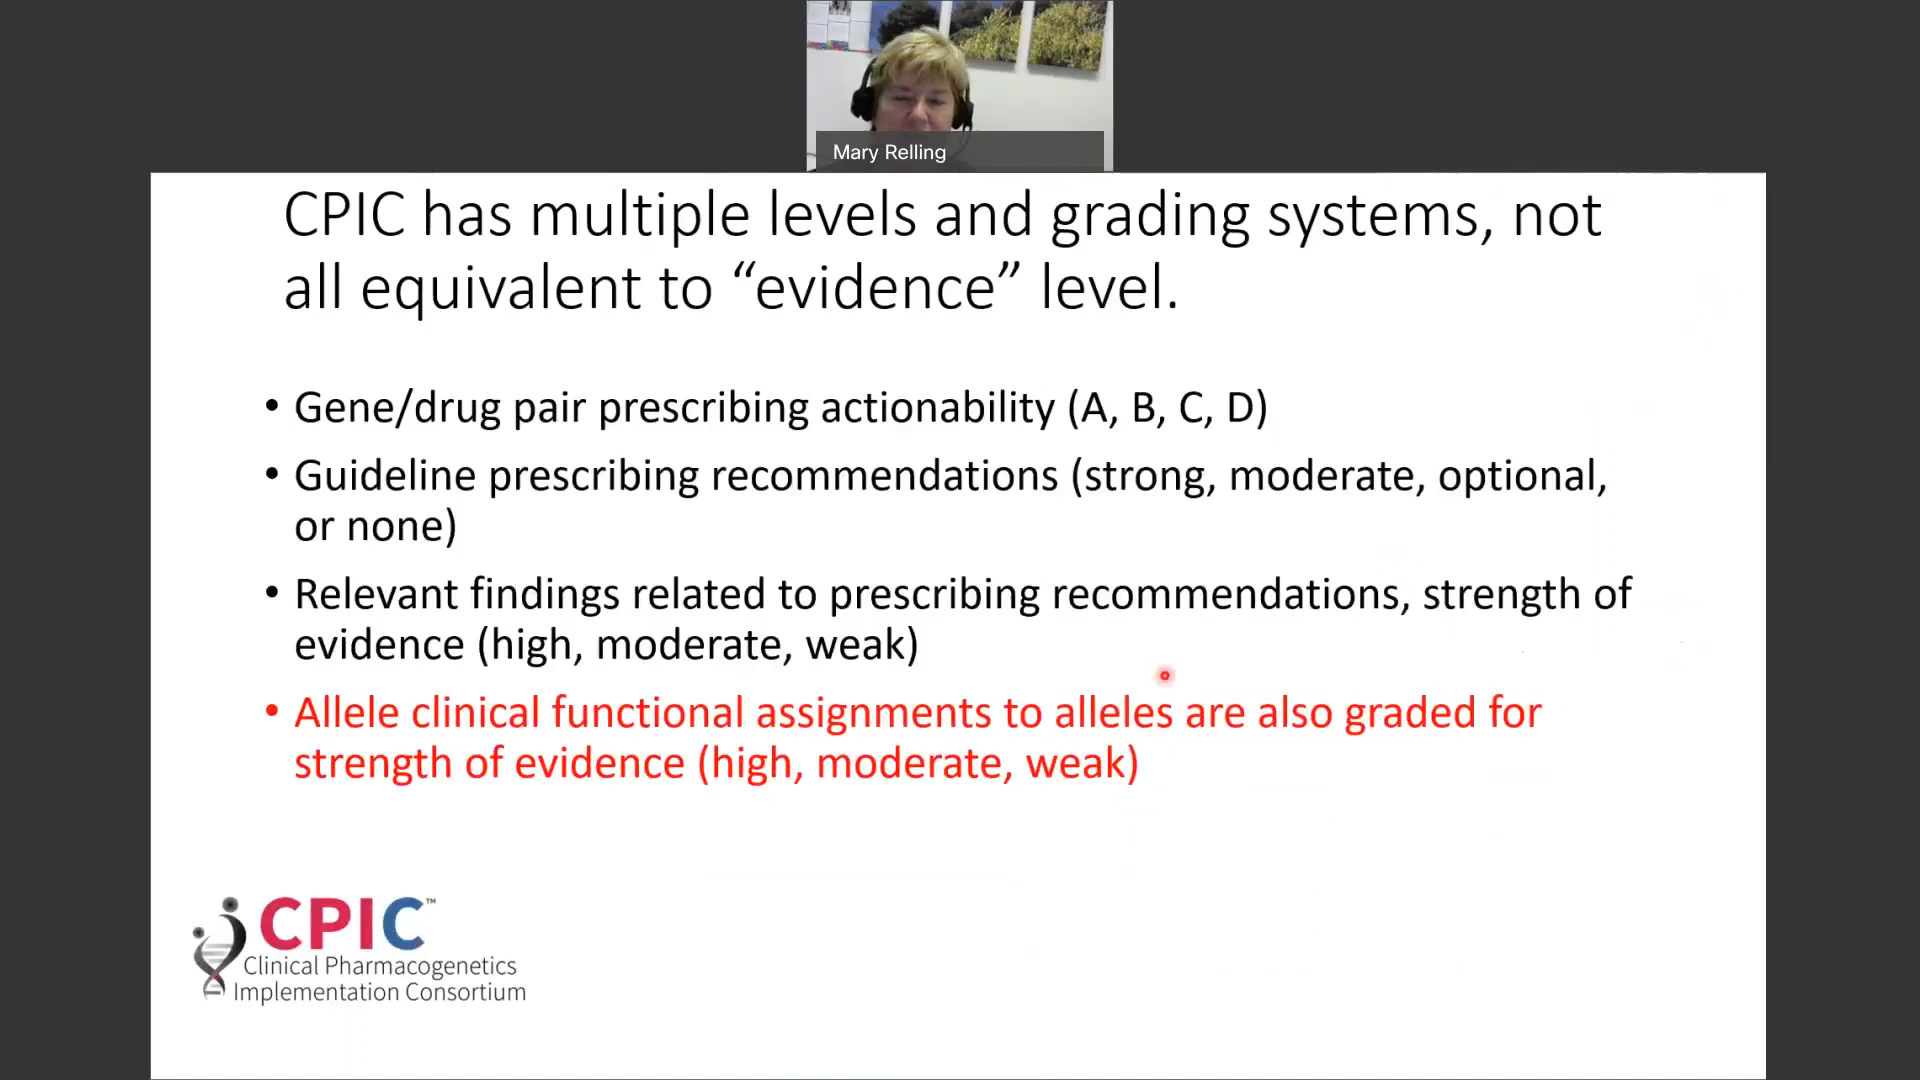 Mary Relling
CPIC has multiple levels and grading systems, not
all equivalent to “evidence” level.
• Gene/drug pair prescribing actionability (A, B, C, D)
• Guideline prescribing recommendations (strong, moderate, optional,
or none)
• Relevant findings related to prescribing recommendations, strength of
evidence (high, moderate, weak)
• Allele clinical functional assignments to alleles are also graded for
strength of evidence (high, moderate, weak)
CPIC™
Clinical Pharmacogenetics
Implementation Consortium